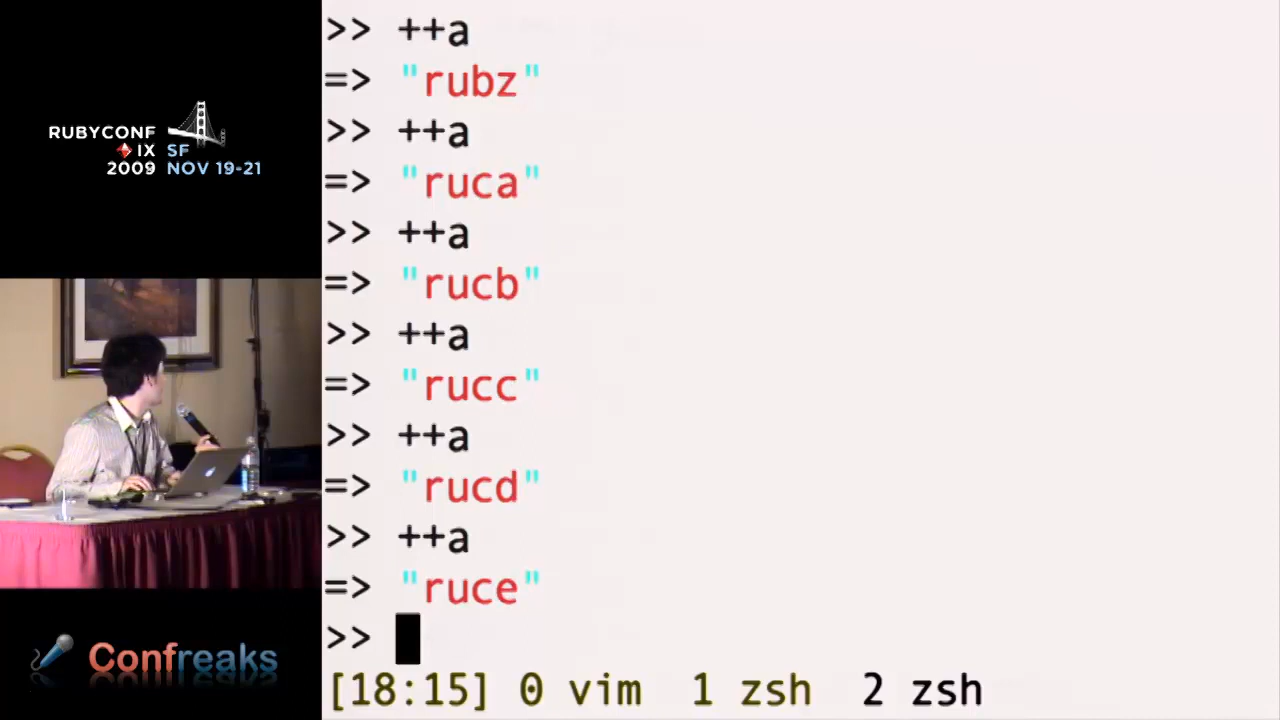 RUBYCONF
IX SF
2009 NOV 19-21
>> ++a
=> "rubz"
>> ++a
=> "ruca"
>> ++a
=> "rucb"
>> ++a
=> "rucc"
>> ++a
=> "rucd"
>> ++a
=> "ruce"
>>
[18:15] 0 vim 1 zsh 2 zsh
Confreaks